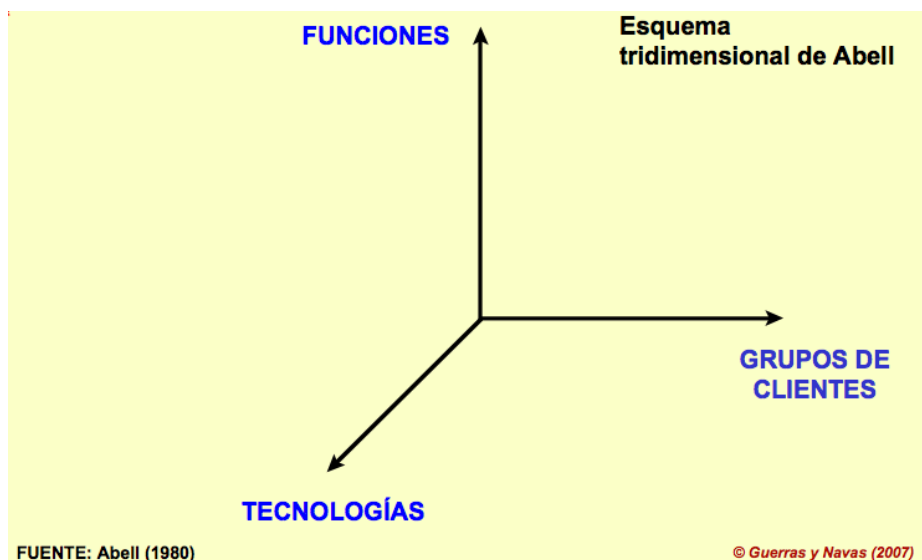 FUNCIONES
Esquema
tridimensional de Abell
GRUPOS DE
CLIENTES
TECNOLOGÍAS
FUENTE: Abell (1980)
© Guerras y Navas (2007)